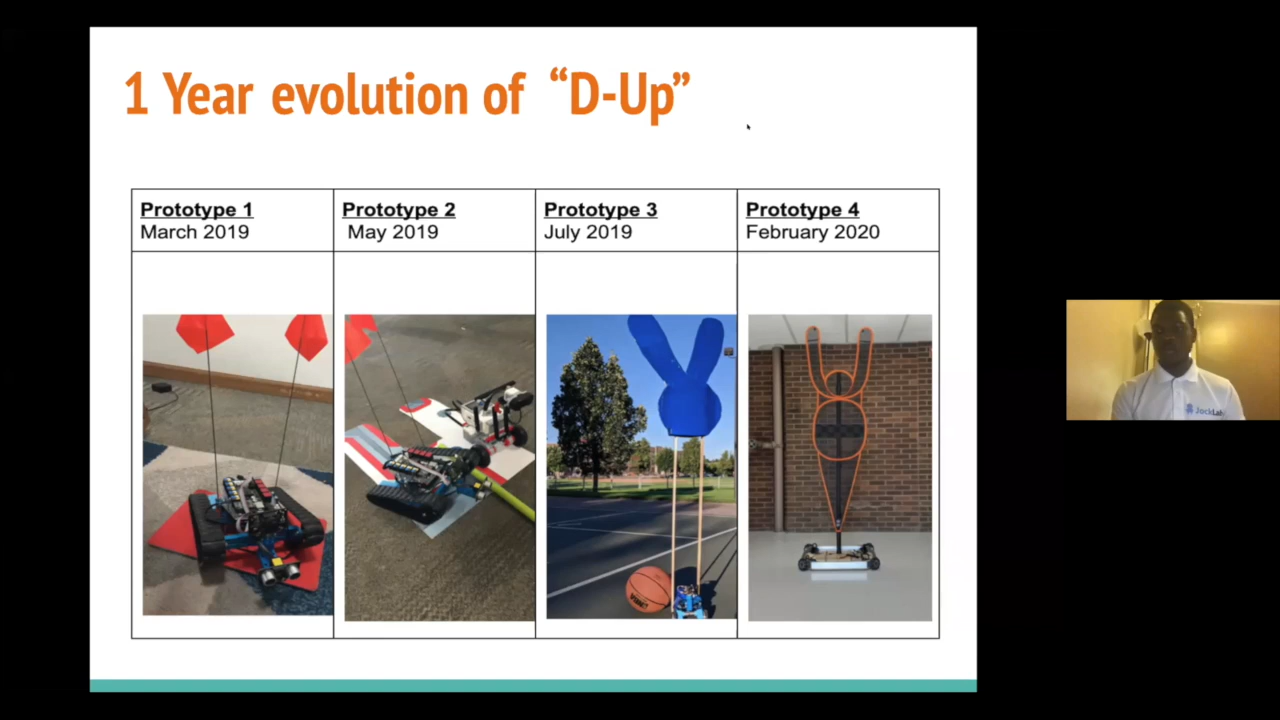 1 Year evolution of “D-Up”
Prototype 1
March 2019
Prototype 2
May 2019
Prototype 3
July 2019
Prototype 4
February 2020
JockLab